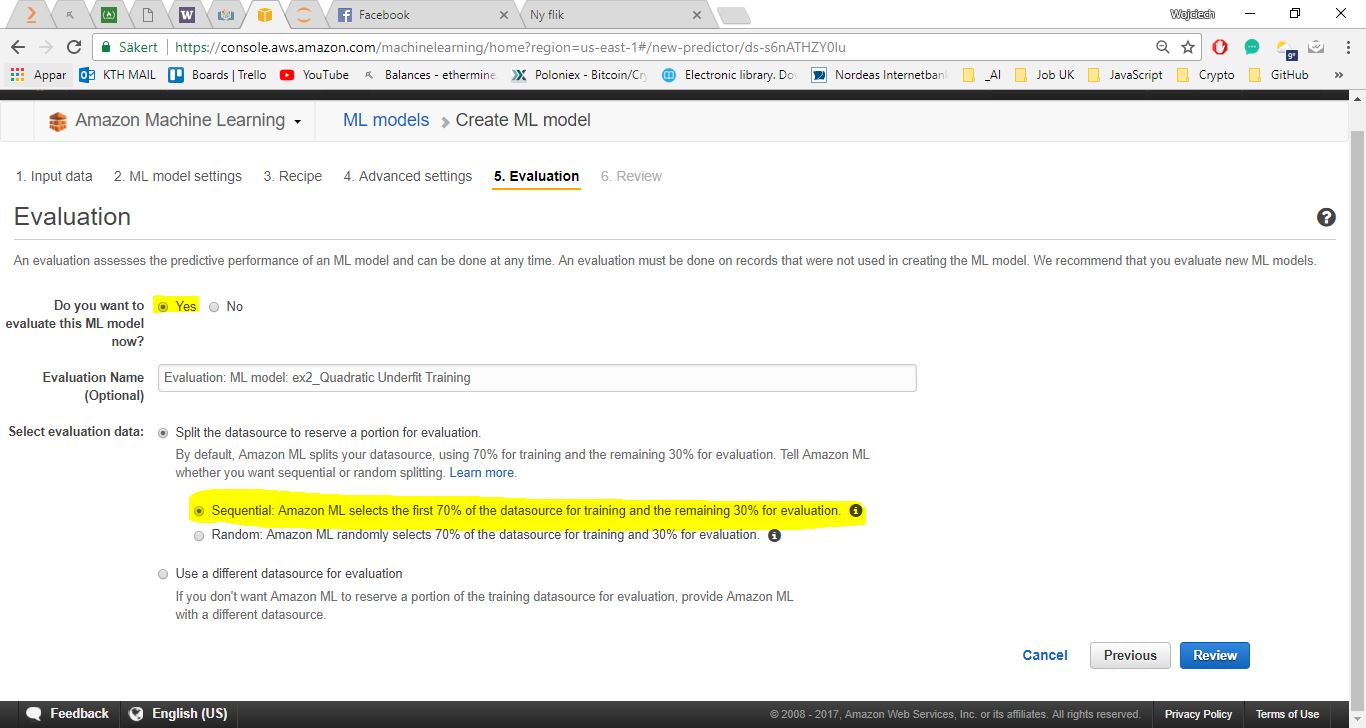 Facebook
Ny flik
Wojciech
Säkert
https://console.aws.amazon.com/machinelearning/home?region=us-east-1#/new-predictor/ds-s6nATHZY0Iu
9°
Appar
KTH MAIL
Boards | Trello
YouTube
Balances - ethermine
Poloniex - Bitcoin/Cry
Electronic library. Do
Nordeas Internetbank
_AI
Job UK
JavaScript
Crypto
GitHub
»
Amazon Machine Learning
ML models
Create ML model
1. Input data
2. ML model settings
3. Recipe
4. Advanced settings
5. Evaluation
6. Review
Evaluation
An evaluation assesses the predictive performance of an ML model and can be done at any time. An evaluation must be done on records that were not used in creating the ML model. We recommend that you evaluate new ML models.
Do you want to
evaluate this ML model
now?
Yes
No
Evaluation Name
(Optional)
Evaluation: ML model: ex2_Quadratic Underfit Training
Select evaluation data:
Split the datasource to reserve a portion for evaluation.
By default, Amazon ML splits your datasource, using 70% for training and the remaining 30% for evaluation. Tell Amazon ML
whether you want sequential or random splitting. Learn more.
Sequential: Amazon ML selects the first 70% of the datasource for training and the remaining 30% for evaluation.
Random: Amazon ML randomly selects 70% of the datasource for training and 30% for evaluation.
Use a different datasource for evaluation
If you don't want Amazon ML to reserve a portion of the training datasource for evaluation, provide Amazon ML
with a different datasource.
Cancel
Previous
Review
Feedback
English (US)
© 2008 - 2017, Amazon Web Services, Inc. or its affiliates. All rights reserved.
Privacy Policy
Terms of Use